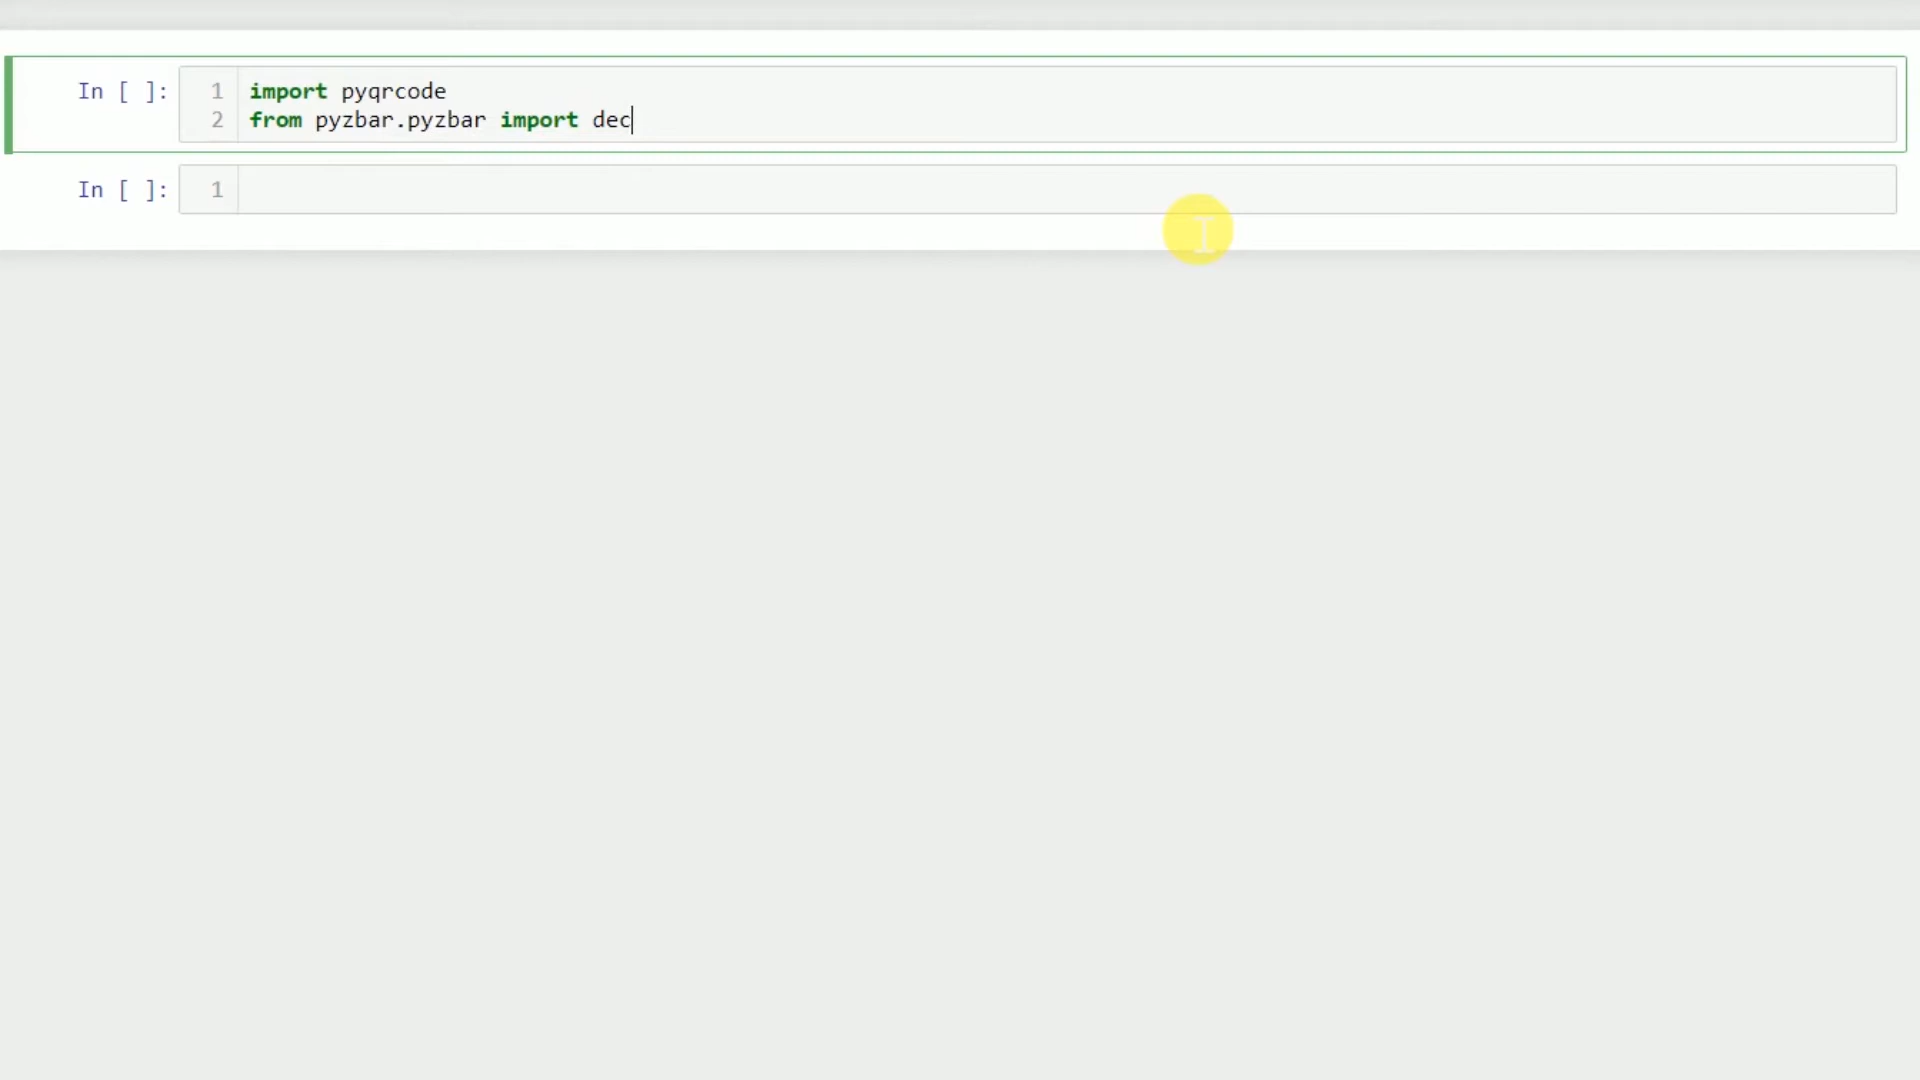 In [ ]: 1 import pyqrcode
2 from pyzbar.pyzbar import dec
In [ ]: 1